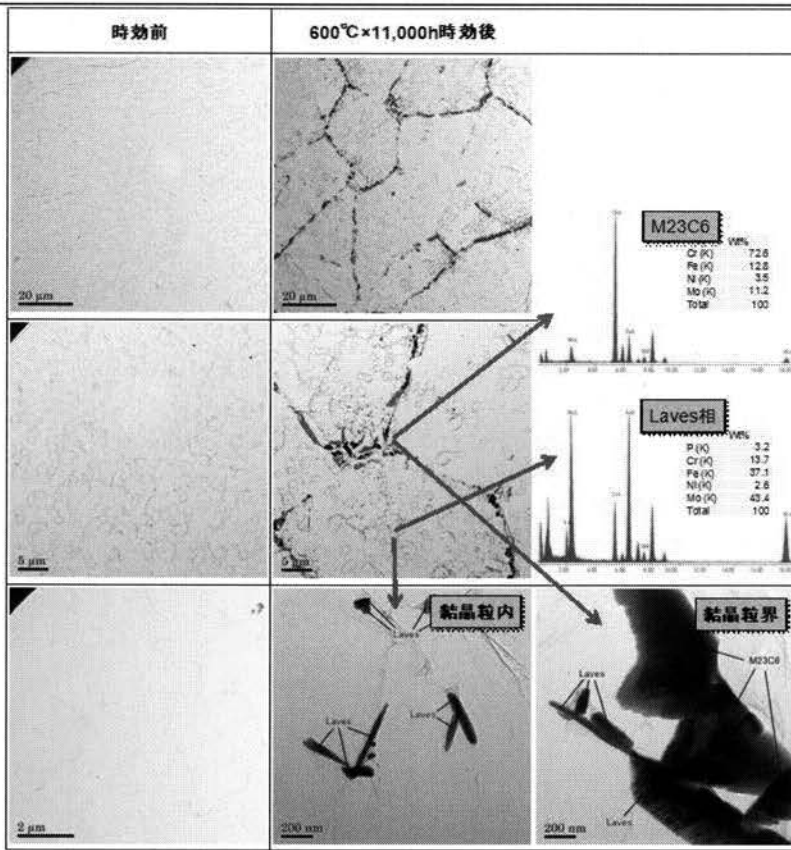 時効前
600℃×11,000h時効後
20 μm
20 μm
M23C6
Wt%
Cr (K) 72.6
Fe (K) 12.8
Ni (K) 3.5
Mo (K) 11.2
Total 100
5 μm
5 μm
Laves相
Wt%
P (K) 3.2
Cr (K) 13.7
Fe (K) 37.1
Ni (K) 2.6
Mo (K) 43.4
Total 100
2 μm
結晶粒内
Laves
Laves
Laves
200 nm
結晶粒界
M23C6
Laves
Laves
200 nm